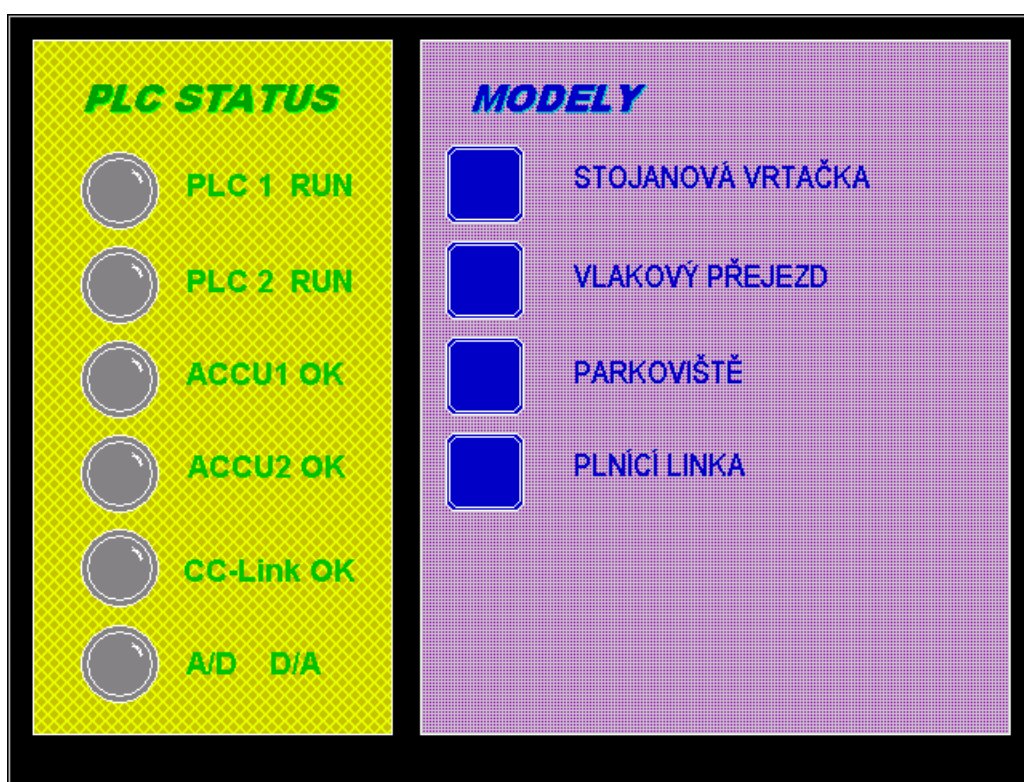 PLC STATUS
PLC 1 RUN
PLC 2 RUN
ACCU1 OK
ACCU2 OK
CC-Link OK
A/D D/A
MODELY
STOJANOVÁ VRTAČKA
VLAKOVÝ PŘEJEZD
PARKOVIŠTĚ
PLNÍCÍ LINKA